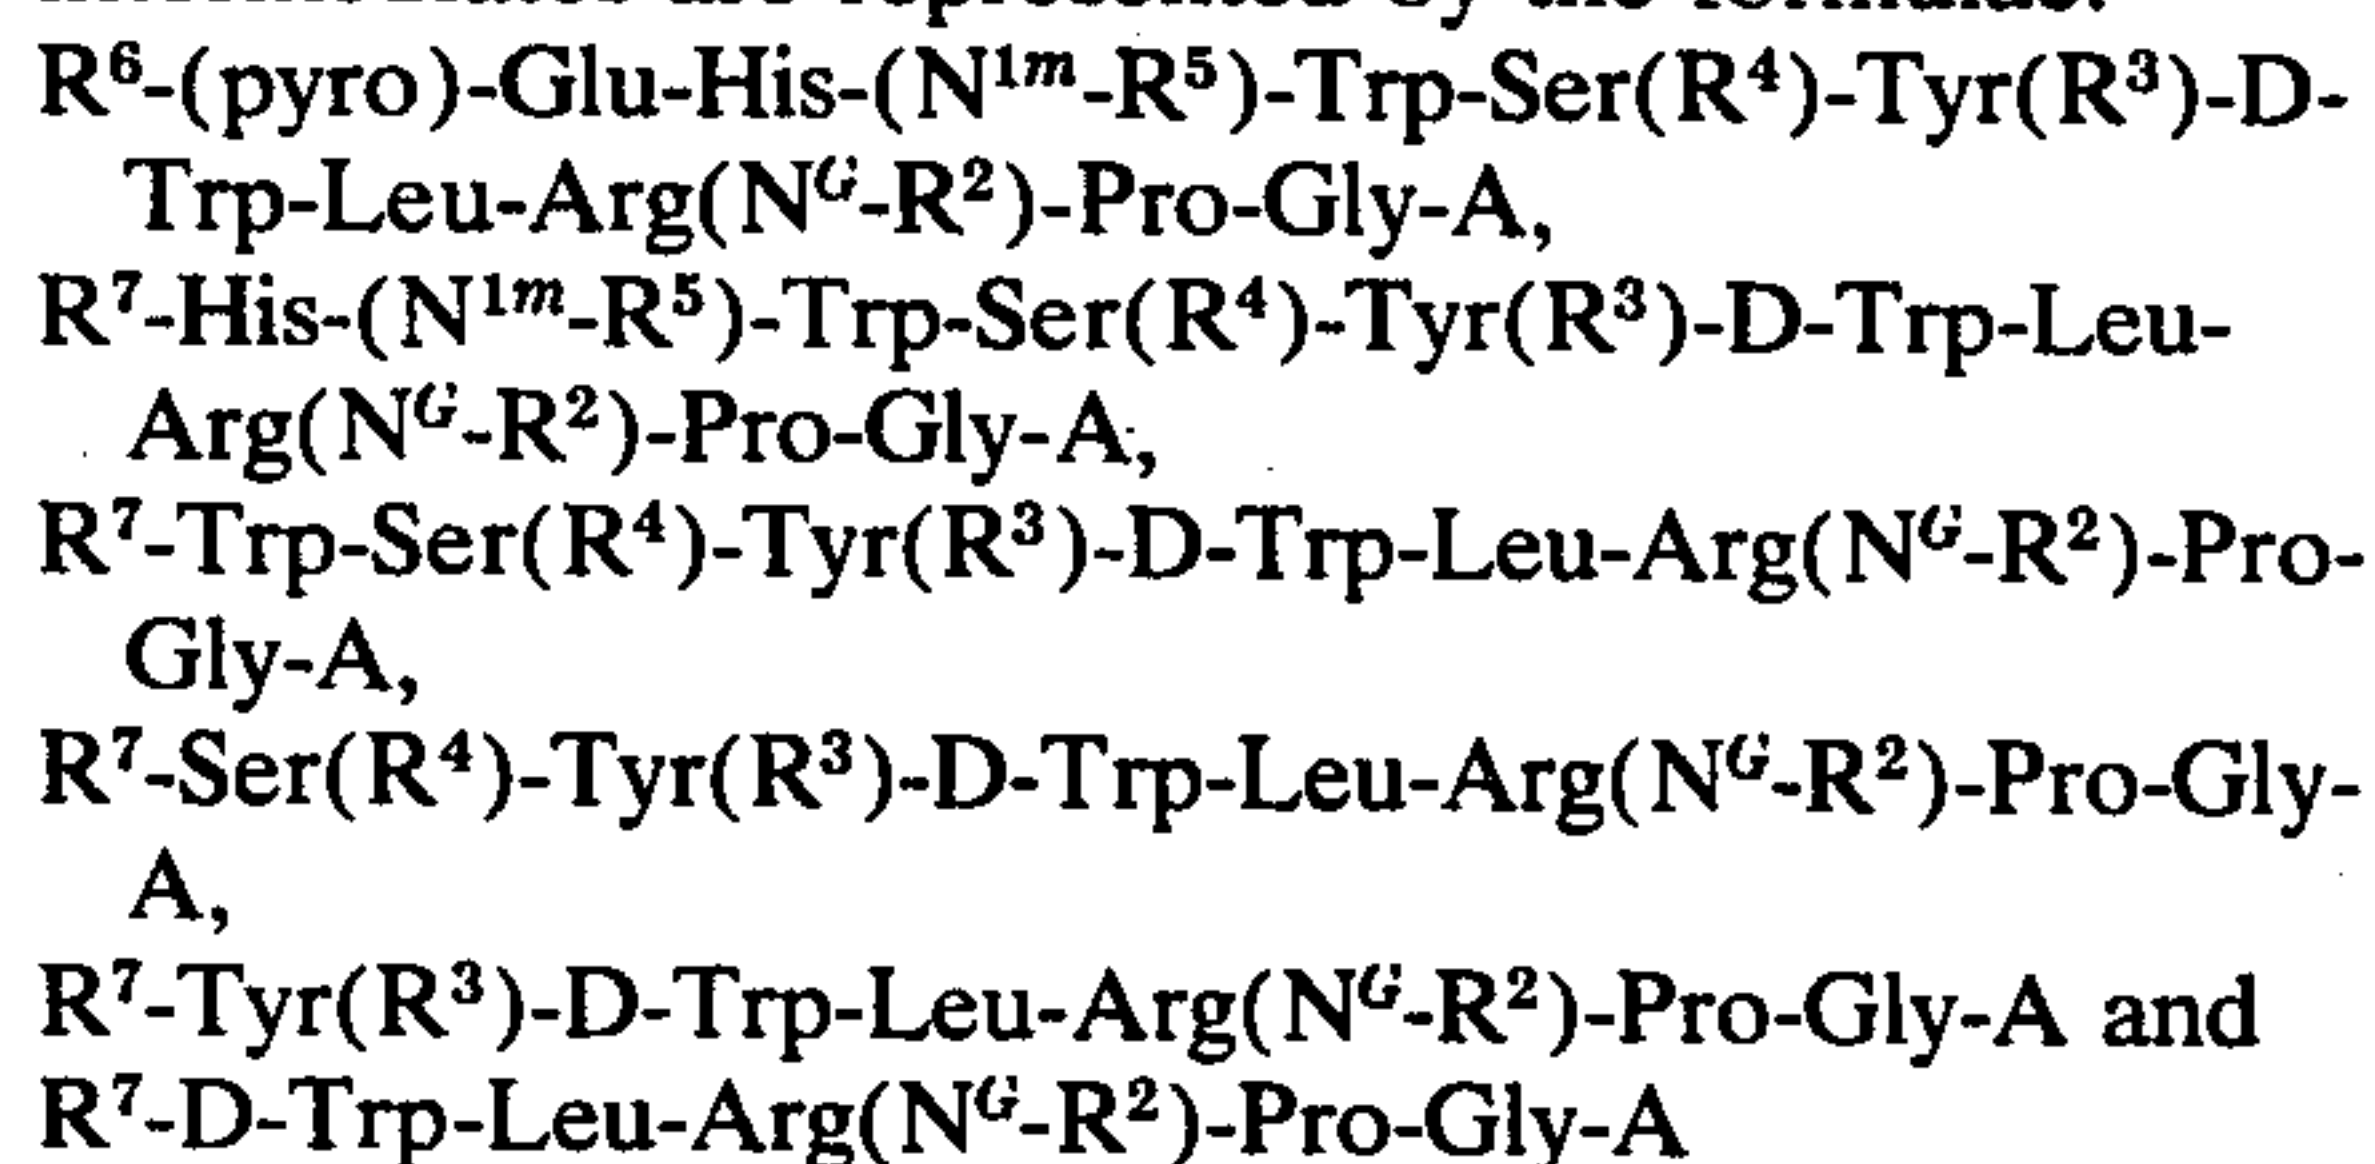 R⁶-(pyro)-Glu-His-(N¹ᵐ-R⁵)-Trp-Ser(R⁴)-Tyr(R³)-D-
Trp-Leu-Arg(Nᴳ-R²)-Pro-Gly-A,
R⁷-His-(N¹ᵐ-R⁵)-Trp-Ser(R⁴)-Tyr(R³)-D-Trp-Leu-
Arg(Nᴳ-R²)-Pro-Gly-A,
R⁷-Trp-Ser(R⁴)-Tyr(R³)-D-Trp-Leu-Arg(Nᴳ-R²)-Pro-
Gly-A,
R⁷-Ser(R⁴)-Tyr(R³)-D-Trp-Leu-Arg(Nᴳ-R²)-Pro-Gly-
A,
R⁷-Tyr(R³)-D-Trp-Leu-Arg(Nᴳ-R²)-Pro-Gly-A and
R⁷-D-Trp-Leu-Arg(Nᴳ-R²)-Pro-Gly-A